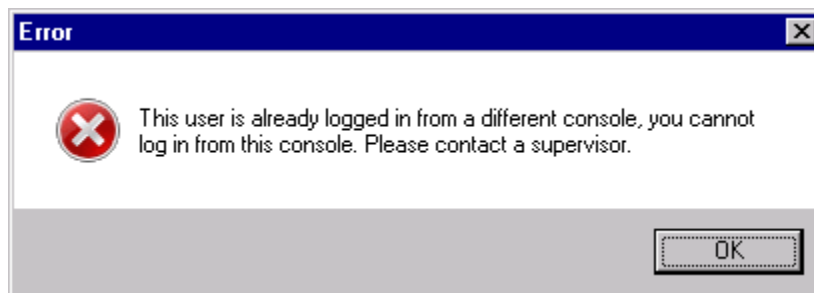 Error
This user is already logged in from a different console, you cannot
log in from this console. Please contact a supervisor.
OK